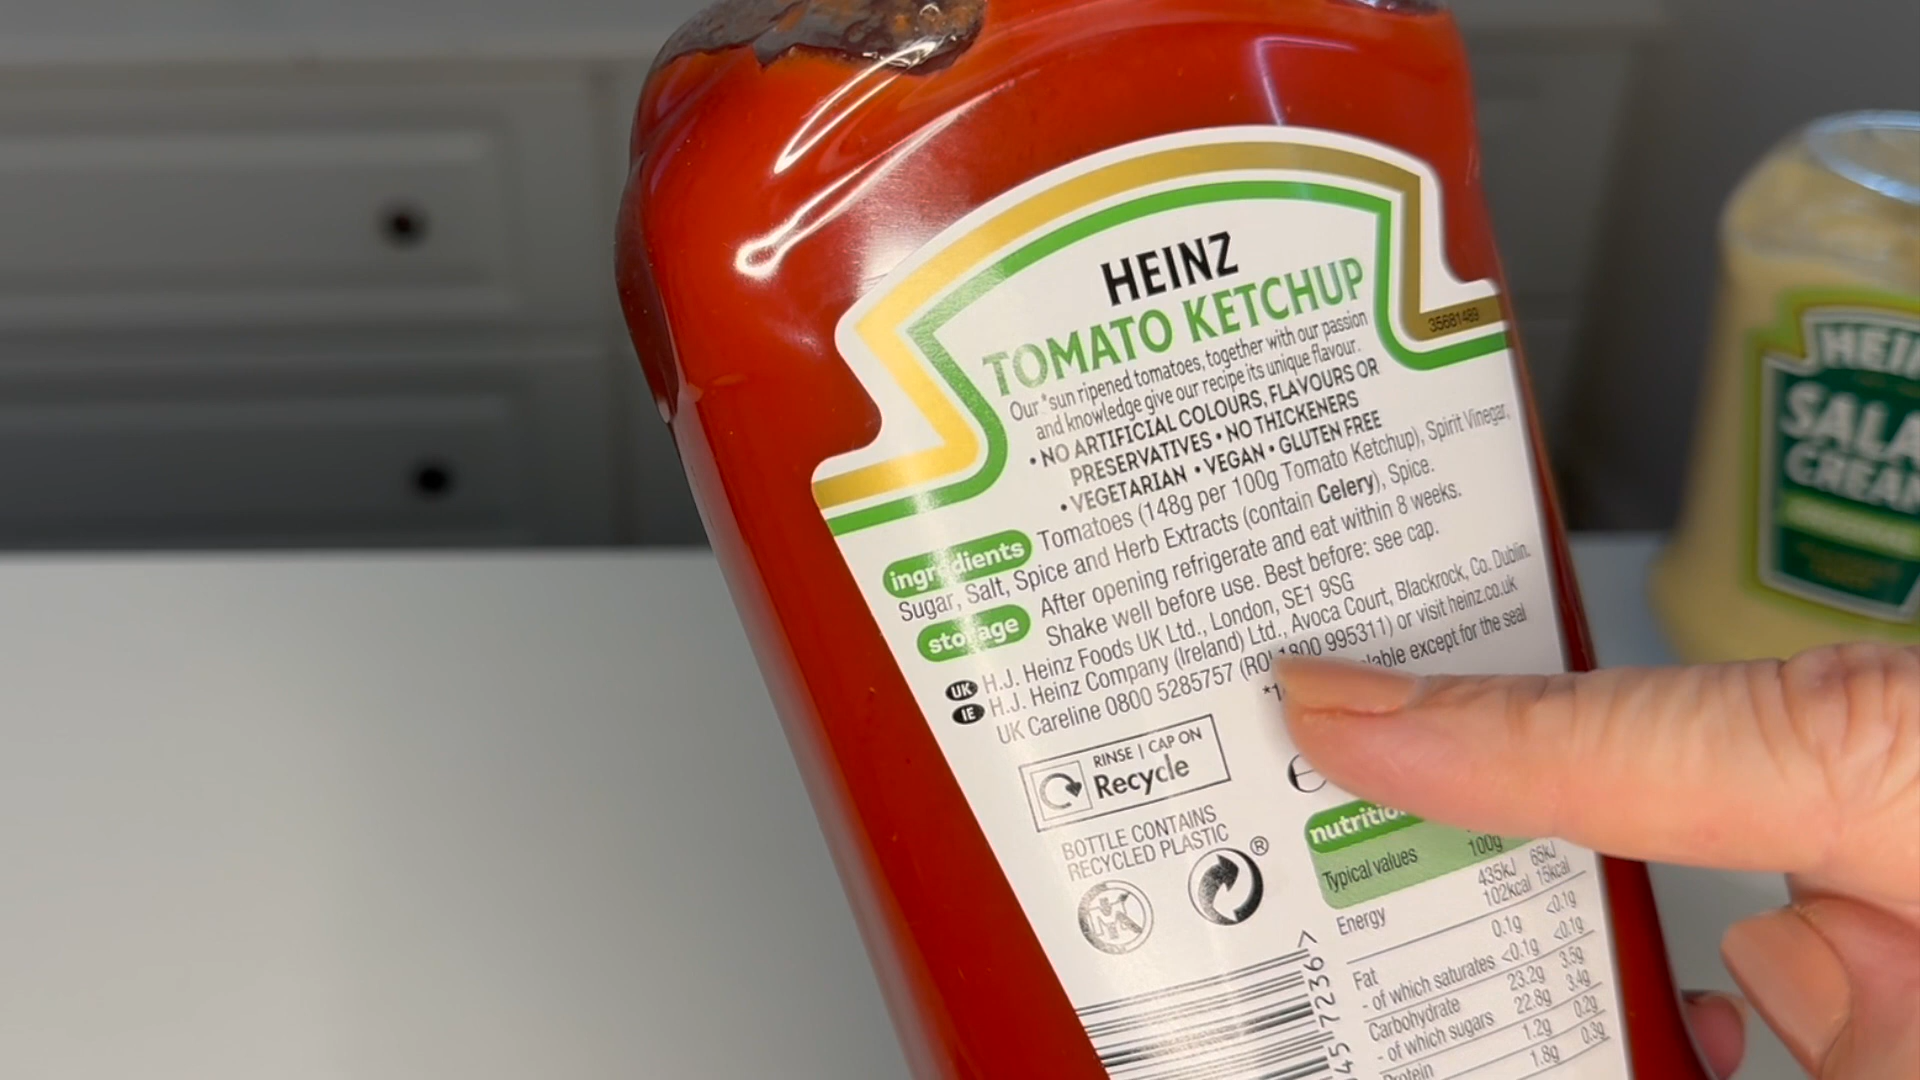 HEINZ
TOMATO KETCHUP
Our *sun ripened tomatoes, together with our passion
and knowledge give our recipe its unique flavour.
• NO ARTIFICIAL COLOURS, FLAVOURS OR
PRESERVATIVES • NO THICKENERS
• VEGETARIAN • VEGAN • GLUTEN FREE
35681489
ingredients Tomatoes (148g per 100g Tomato Ketchup), Spirit Vinegar,
Sugar, Salt, Spice and Herb Extracts (contain Celery), Spice.
storage After opening refrigerate and eat within 8 weeks.
Shake well before use. Best before: see cap.
UK H.J. Heinz Foods UK Ltd., London, SE1 9SG
IE H.J. Heinz Company (Ireland) Ltd., Avoca Court, Blackrock, Co. Dublin.
UK Careline 0800 5285757 (ROI 1800 995311) or visit heinz.co.uk
except for the seal
RINSE | CAP ON
Recycle
℮
BOTTLE CONTAINS
RECYCLED PLASTIC
®
nutrition
Typical values 100g
Energy 435kJ 65kJ
102kcal 15kcal
Fat 0.1g <0.1g
- of which saturates <0.1g <0.1g
Carbohydrate 23.2g 3.5g
- of which sugars 22.8g 3.4g
Protein 1.2g 0.2g
1.8g 0.3g
4577236>
HEIN
SALA
CREAM